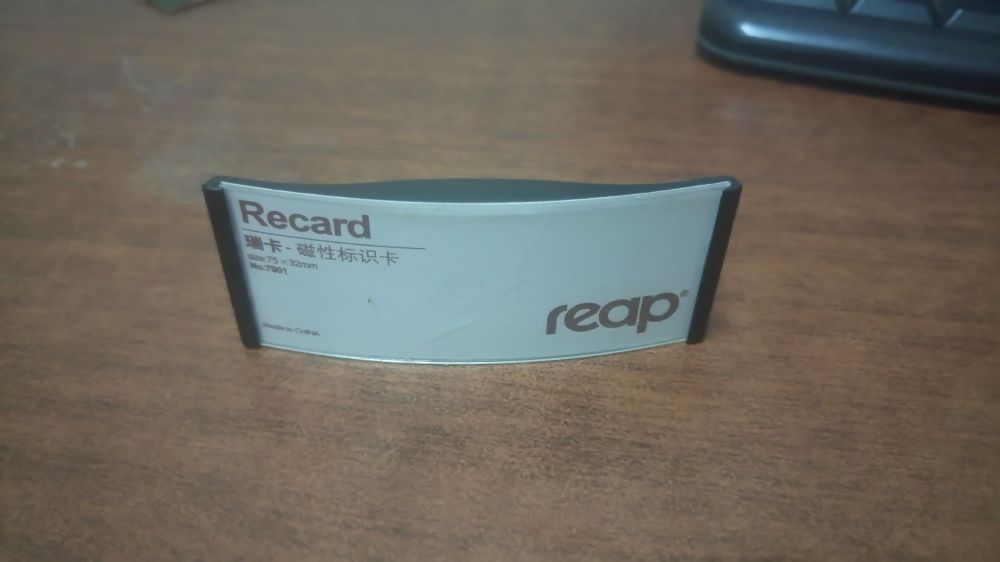 Recard
瑞卡 - 磁性标识卡
size:75×32mm
No:7001
Made in CHINA
reap®